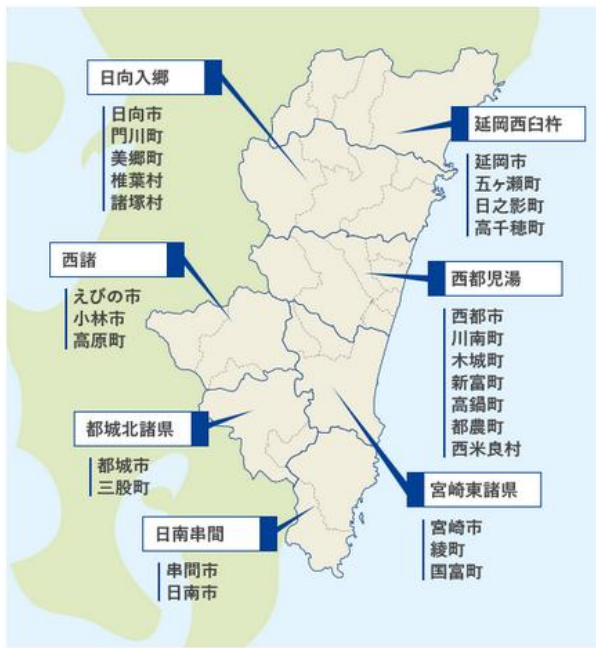 日向入郷
日向市
門川町
美郷町
椎葉村
諸塚村
延岡西臼杵
延岡市
五ヶ瀬町
日之影町
高千穂町
西諸
えびの市
小林市
高原町
西都児湯
西都市
川南町
木城町
新富町
高鍋町
都農町
西米良村
都城北諸県
都城市
三股町
宮崎東諸県
宮崎市
綾町
国富町
日南串間
串間市
日南市